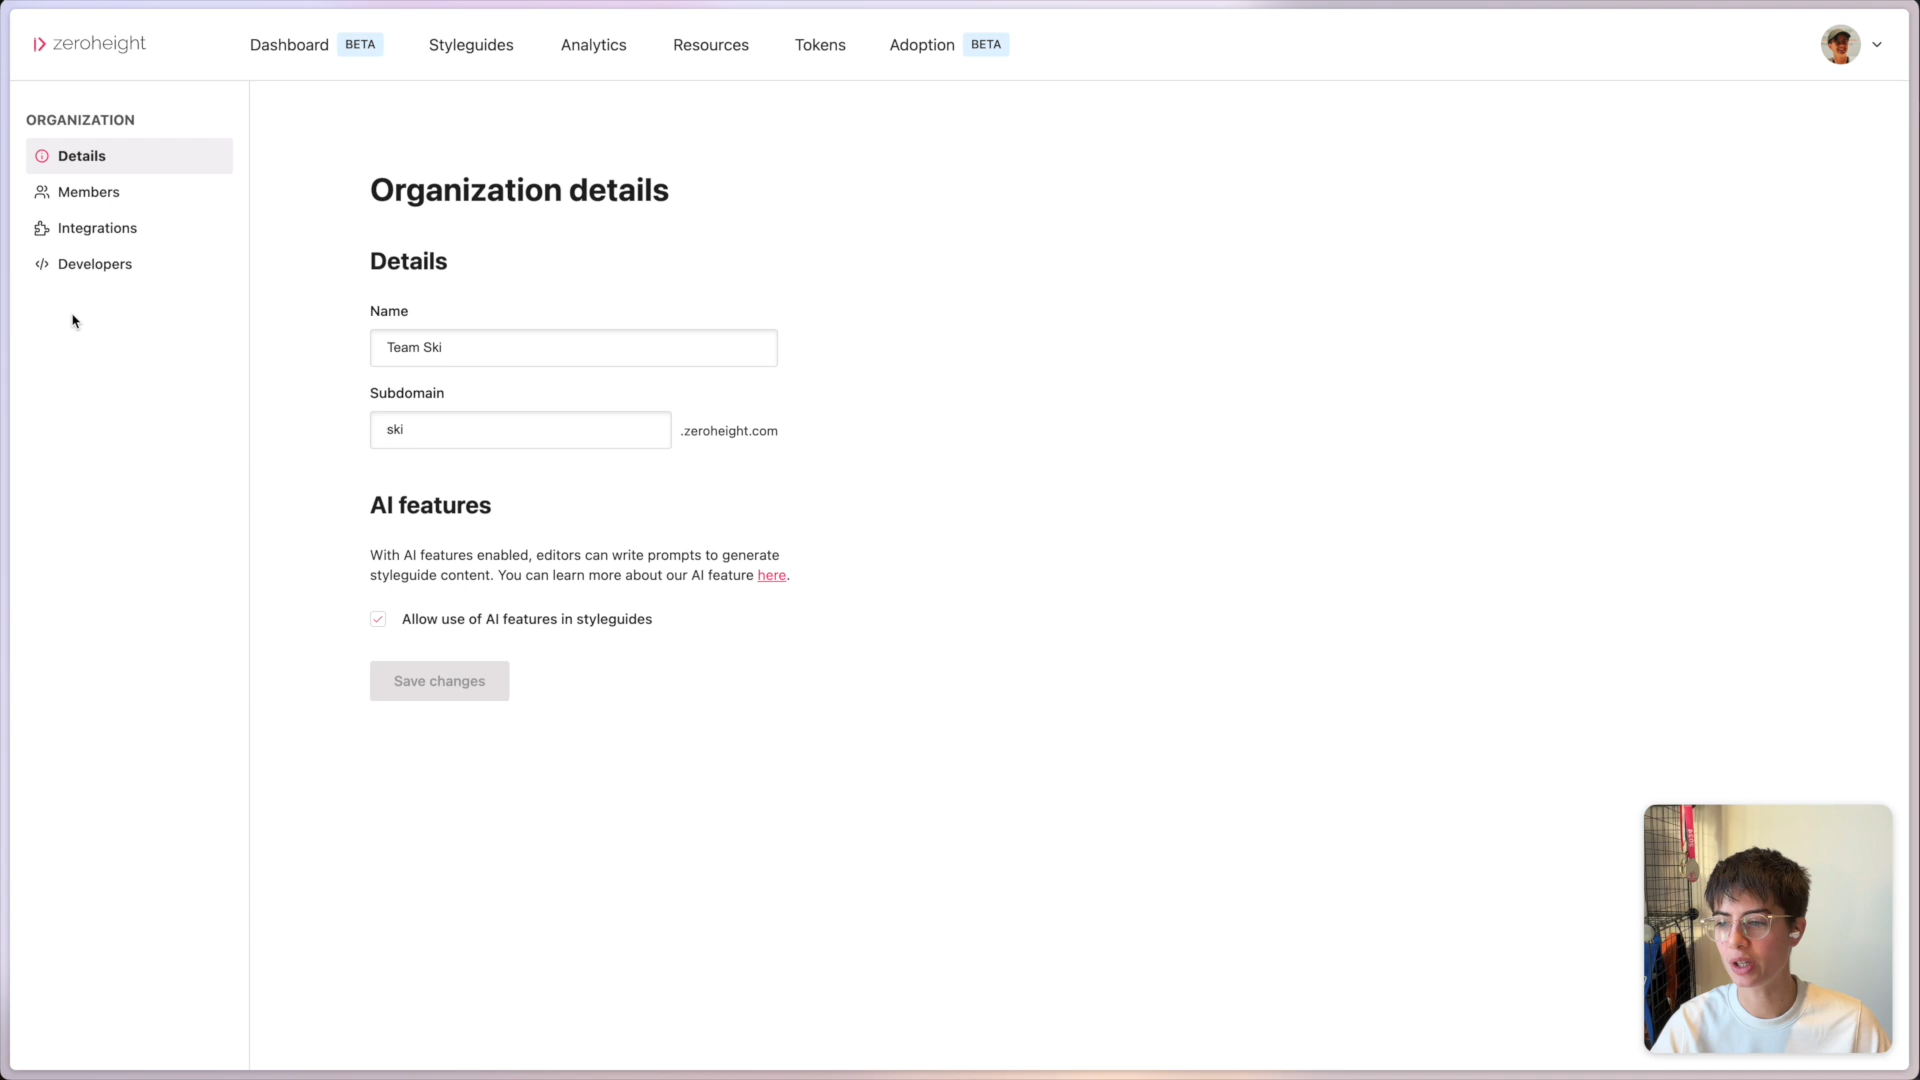 zeroheight
Dashboard BETA Styleguides Analytics Resources Tokens Adoption BETA
ORGANIZATION
Details
Members
Integrations
Developers
Organization details
Details
Name
Team Ski
Subdomain
ski .zeroheight.com
AI features
With AI features enabled, editors can write prompts to generate
styleguide content. You can learn more about our AI feature here.
Allow use of AI features in styleguides
Save changes